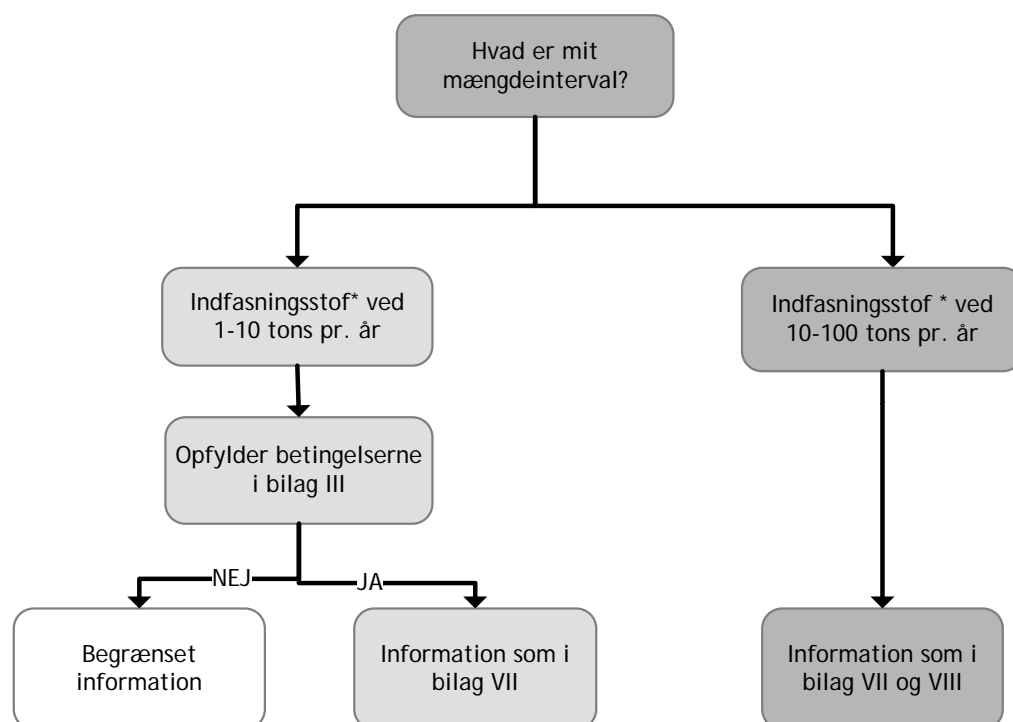 Hvad er mit
mængdeinterval?
Indfasningsstof* ved
1-10 tons pr. år
Indfasningsstof * ved
10-100 tons pr. år
Opfylder betingelserne
i bilag III
NEJ
JA
Begrænset
information
Information som i
bilag VII
Information som i
bilag VII og VIII